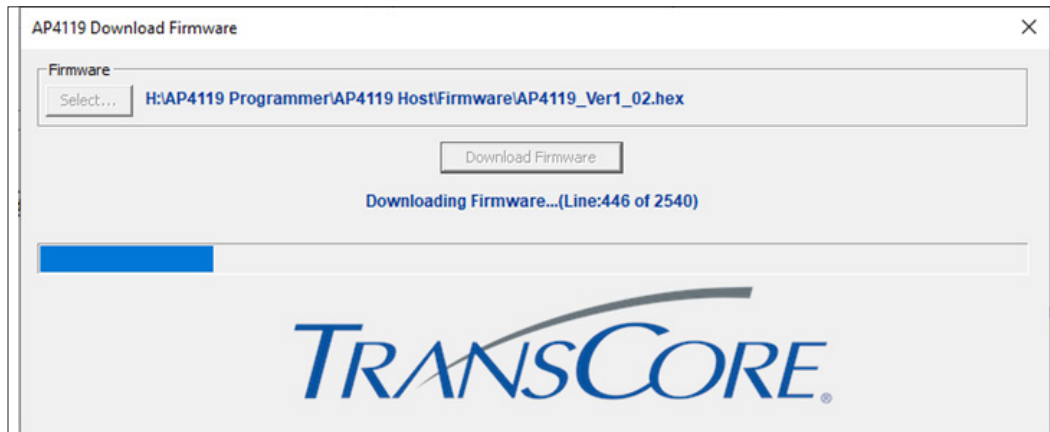 AP4119 Download Firmware
Firmware
Select...
H:\AP4119 Programmer\AP4119 Host\Firmware\AP4119_Ver1_02.hex
Download Firmware
Downloading Firmware...(Line:446 of 2540)
TRANSCORE®